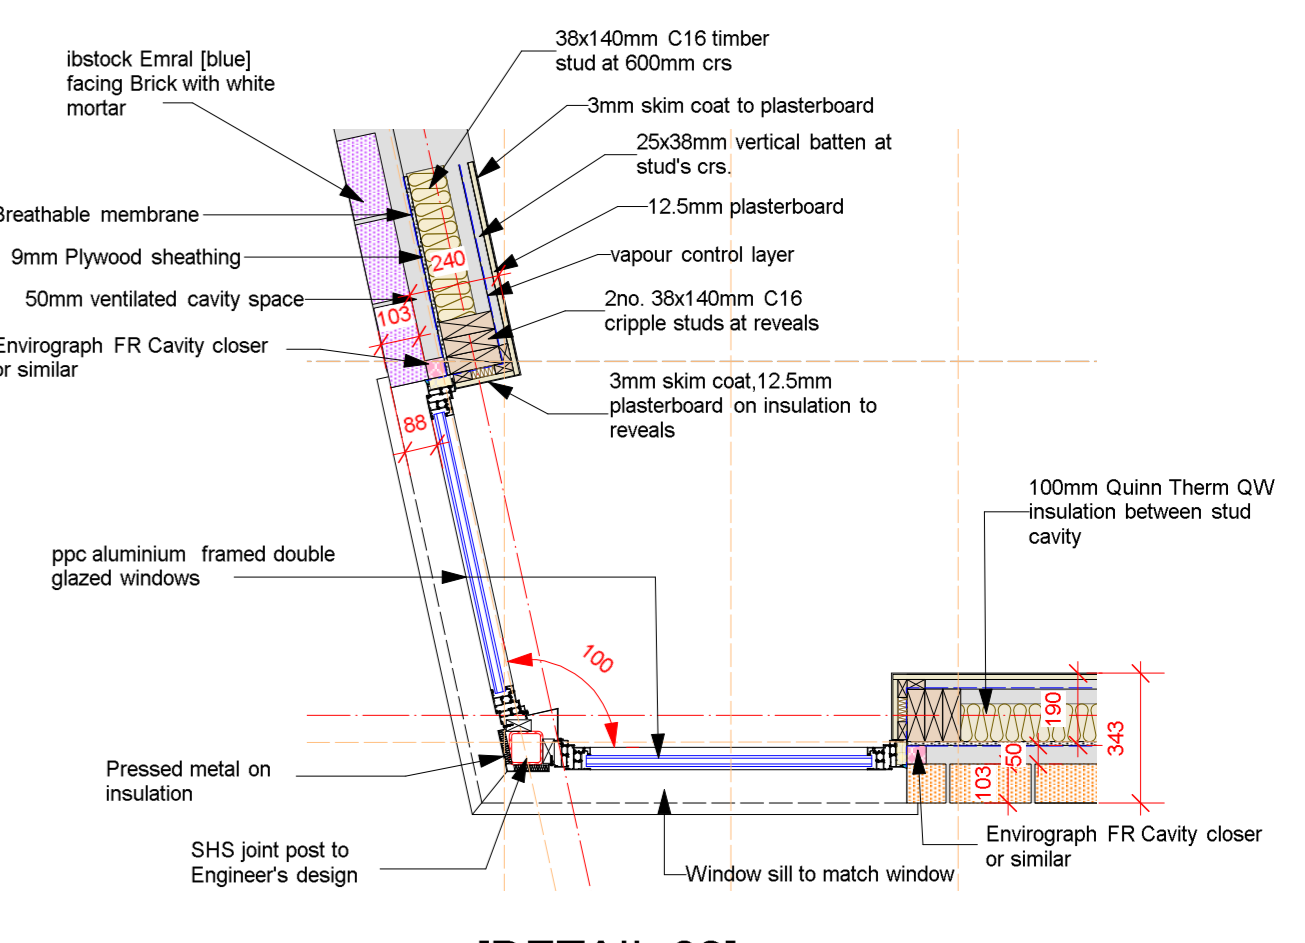 38x140mm C16 timber
stud at 600mm crs
ibstock Emral [blue]
facing Brick with white
mortar
3mm skim coat to plasterboard
25x38mm vertical batten at
stud's crs.
12.5mm plasterboard
Breathable membrane
9mm Plywood sheathing
vapour control layer
240
50mm ventilated cavity space
2no. 38x140mm C16
cripple studs at reveals
103
Envirograph FR Cavity closer
or similar
3mm skim coat,12.5mm
plasterboard on insulation to
reveals
88
100mm Quinn Therm QW
insulation between stud
cavity
ppc aluminium framed double
glazed windows
100
190
343
50
103
Pressed metal on
insulation
Envirograph FR Cavity closer
or similar
SHS joint post to
Engineer's design
Window sill to match window